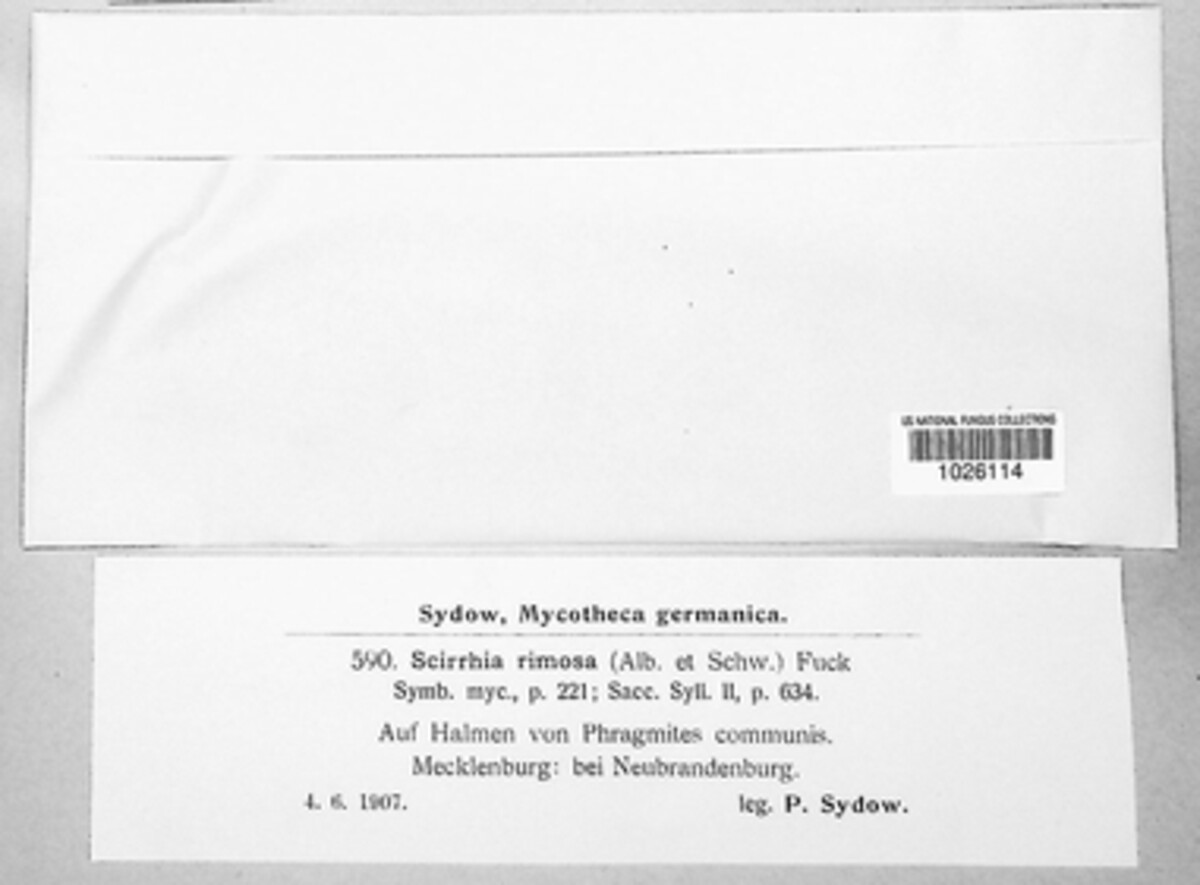 US NATIONAL FUNGUS COLLECTIONS
1026114
Sydow, Mycotheca germanica.
590. Scirrhia rimosa (Alb. et Schw.) Fuck
Symb. myc., p. 221; Sacc. Syll. II, p. 634.
Auf Halmen von Phragmites communis.
Mecklenburg: bei Neubrandenburg.
4. 6. 1907. leg. P. Sydow.